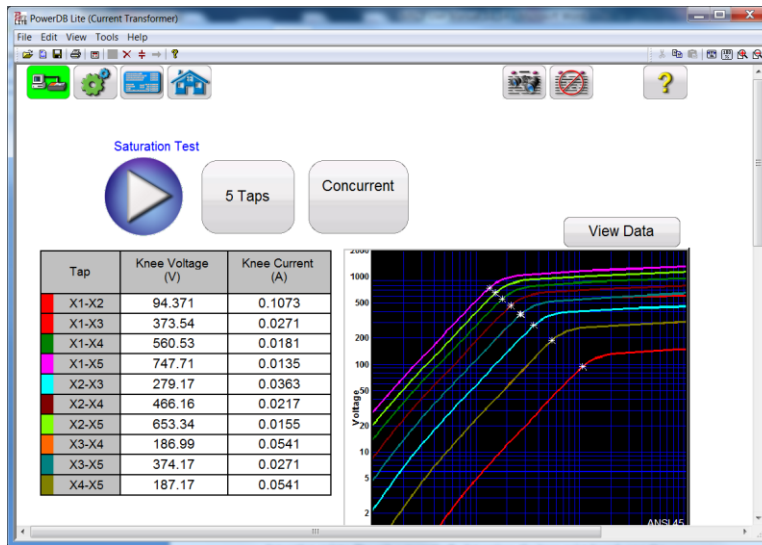 PowerDB Lite (Current Transformer)
File Edit View Tools Help
Saturation Test
5 Taps
Concurrent
View Data
Tap Knee Voltage (V) Knee Current (A)
X1-X2 94.371 0.1073
X1-X3 373.54 0.0271
X1-X4 560.53 0.0181
X1-X5 747.71 0.0135
X2-X3 279.17 0.0363
X2-X4 466.16 0.0217
X2-X5 653.34 0.0155
X3-X4 186.99 0.0541
X3-X5 374.17 0.0271
X4-X5 187.17 0.0541
2000
1000
500
200
100
50
20
10
5
2
Voltage
ANSI 45